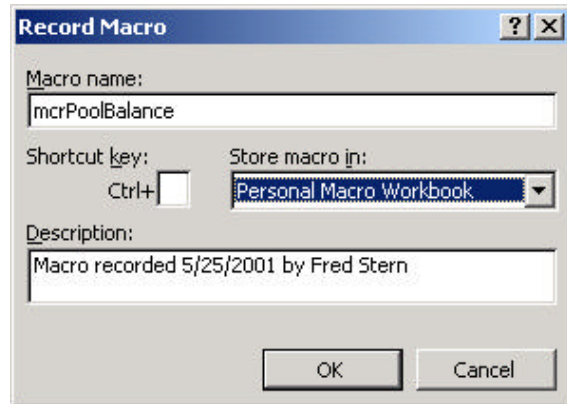 Record Macro
Macro name:
mcrPoolBalance
Shortcut key: Store macro in:
Ctrl+ Personal Macro Workbook
Description:
Macro recorded 5/25/2001 by Fred Stern
OK Cancel